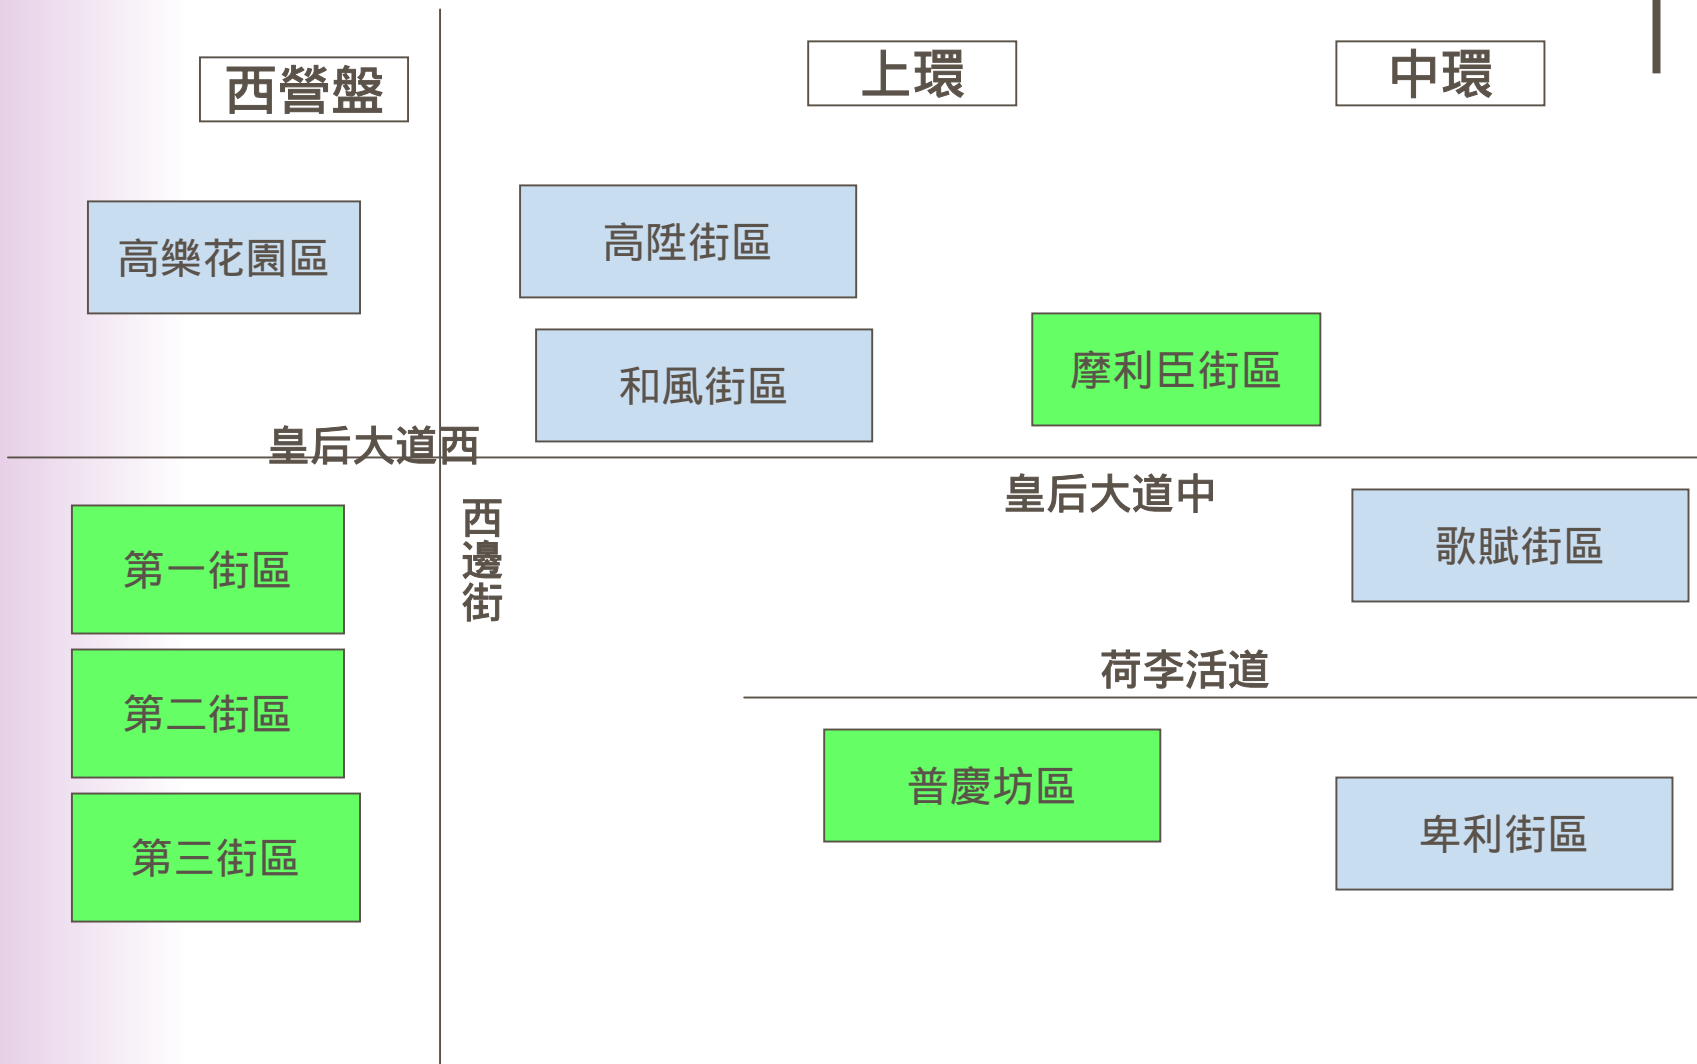 西營盤
上環
中環
高樂花園區
高陞街區
和風街區
摩利臣街區
皇后大道西
皇后大道中
西邊街
歌賦街區
第一街區
第二街區
第三街區
荷李活道
普慶坊區
卑利街區